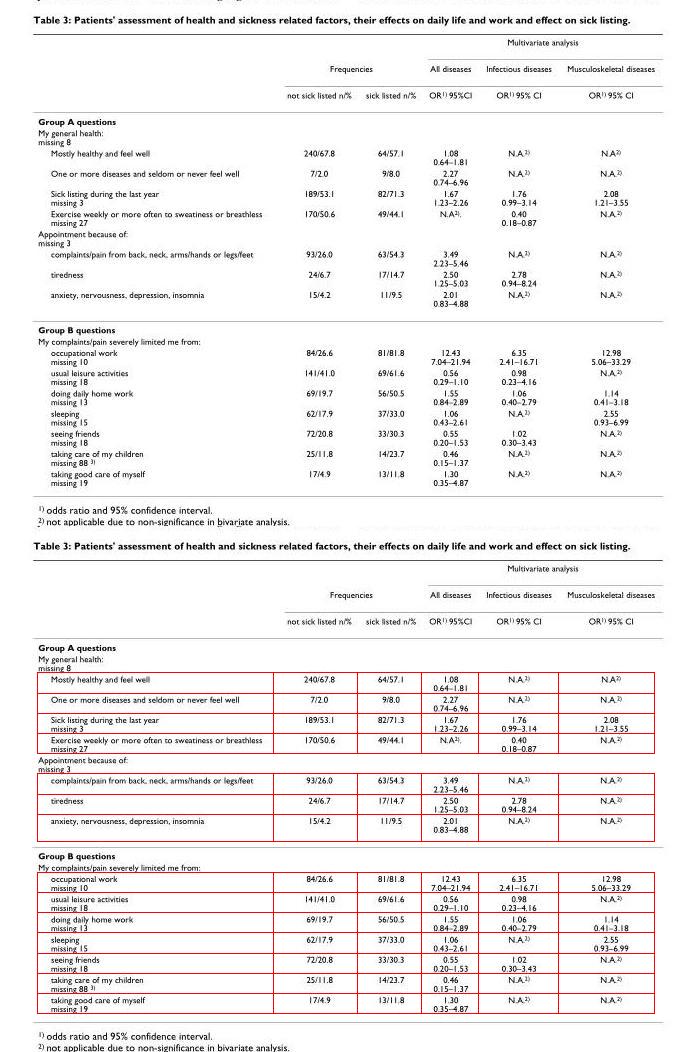 Table 3: Patients' assessment of health and sickness related factors, their effects on daily life and work and effect on sick listing.
Multivariate analysis
Frequencies All diseases Infectious diseases Musculoskeletal diseases
not sick listed n/% sick listed n/% OR1) 95%CI OR1) 95% CI OR1) 95% CI
Group A questions
My general health:
missing 8
Mostly healthy and feel well 240/67.8 64/57.1 1.08 N.A.2) N.A2)
0.64–1.81
One or more diseases and seldom or never feel well 7/2.0 9/8.0 2.27 N.A.2) N.A.2)
0.74–6.96
Sick listing during the last year 189/53.1 82/71.3 1.67 1.76 2.08
missing 3 1.23–2.26 0.99–3.14 1.21–3.55
Exercise weekly or more often to sweatiness or breathless 170/50.6 49/44.1 N.A2). 0.40 N.A.2)
missing 27 0.18–0.87
Appointment because of:
missing 3
complaints/pain from back, neck, arms/hands or legs/feet 93/26.0 63/54.3 3.49 N.A.2) N.A.2)
2.23–5.46
tiredness 24/6.7 17/14.7 2.50 2.78 N.A.2)
1.25–5.03 0.94–8.24
anxiety, nervousness, depression, insomnia 15/4.2 11/9.5 2.01 N.A.2) N.A.2)
0.83–4.88
Group B questions
My complaints/pain severely limited me from:
occupational work 84/26.6 81/81.8 12.43 6.35 12.98
missing 10 7.04–21.94 2.41–16.71 5.06–33.29
usual leisure activities 141/41.0 69/61.6 0.56 0.98 N.A.2)
missing 18 0.29–1.10 0.23–4.16
doing daily home work 69/19.7 56/50.5 1.55 1.06 1.14
missing 13 0.84–2.89 0.40–2.79 0.41–3.18
sleeping 62/17.9 37/33.0 1.06 N.A.2) 2.55
missing 15 0.43–2.61 0.93–6.99
seeing friends 72/20.8 33/30.3 0.55 1.02 N.A.2)
missing 18 0.20–1.53 0.30–3.43
taking care of my children 25/11.8 14/23.7 0.46 N.A.2) N.A.2)
missing 88 3) 0.15–1.37
taking good care of myself 17/4.9 13/11.8 1.30 N.A.2) N.A.2)
missing 19 0.35–4.87
1) odds ratio and 95% confidence interval.
2) not applicable due to non-significance in bivariate analysis.
Table 3: Patients' assessment of health and sickness related factors, their effects on daily life and work and effect on sick listing.
Multivariate analysis
Frequencies All diseases Infectious diseases Musculoskeletal diseases
not sick listed n/% sick listed n/% OR1) 95%CI OR1) 95% CI OR1) 95% CI
Group A questions
My general health:
missing 8
Mostly healthy and feel well 240/67.8 64/57.1 1.08 N.A.2) N.A2)
0.64–1.81
One or more diseases and seldom or never feel well 7/2.0 9/8.0 2.27 N.A.2) N.A.2)
0.74–6.96
Sick listing during the last year 189/53.1 82/71.3 1.67 1.76 2.08
missing 3 1.23–2.26 0.99–3.14 1.21–3.55
Exercise weekly or more often to sweatiness or breathless 170/50.6 49/44.1 N.A2). 0.40 N.A.2)
missing 27 0.18–0.87
Appointment because of:
missing 3
complaints/pain from back, neck, arms/hands or legs/feet 93/26.0 63/54.3 3.49 N.A.2) N.A.2)
2.23–5.46
tiredness 24/6.7 17/14.7 2.50 2.78 N.A.2)
1.25–5.03 0.94–8.24
anxiety, nervousness, depression, insomnia 15/4.2 11/9.5 2.01 N.A.2) N.A.2)
0.83–4.88
Group B questions
My complaints/pain severely limited me from:
occupational work 84/26.6 81/81.8 12.43 6.35 12.98
missing 10 7.04–21.94 2.41–16.71 5.06–33.29
usual leisure activities 141/41.0 69/61.6 0.56 0.98 N.A.2)
missing 18 0.29–1.10 0.23–4.16
doing daily home work 69/19.7 56/50.5 1.55 1.06 1.14
missing 13 0.84–2.89 0.40–2.79 0.41–3.18
sleeping 62/17.9 37/33.0 1.06 N.A.2) 2.55
missing 15 0.43–2.61 0.93–6.99
seeing friends 72/20.8 33/30.3 0.55 1.02 N.A.2)
missing 18 0.20–1.53 0.30–3.43
taking care of my children 25/11.8 14/23.7 0.46 N.A.2) N.A.2)
missing 88 3) 0.15–1.37
taking good care of myself 17/4.9 13/11.8 1.30 N.A.2) N.A.2)
missing 19 0.35–4.87
1) odds ratio and 95% confidence interval.
2) not applicable due to non-significance in bivariate analysis.